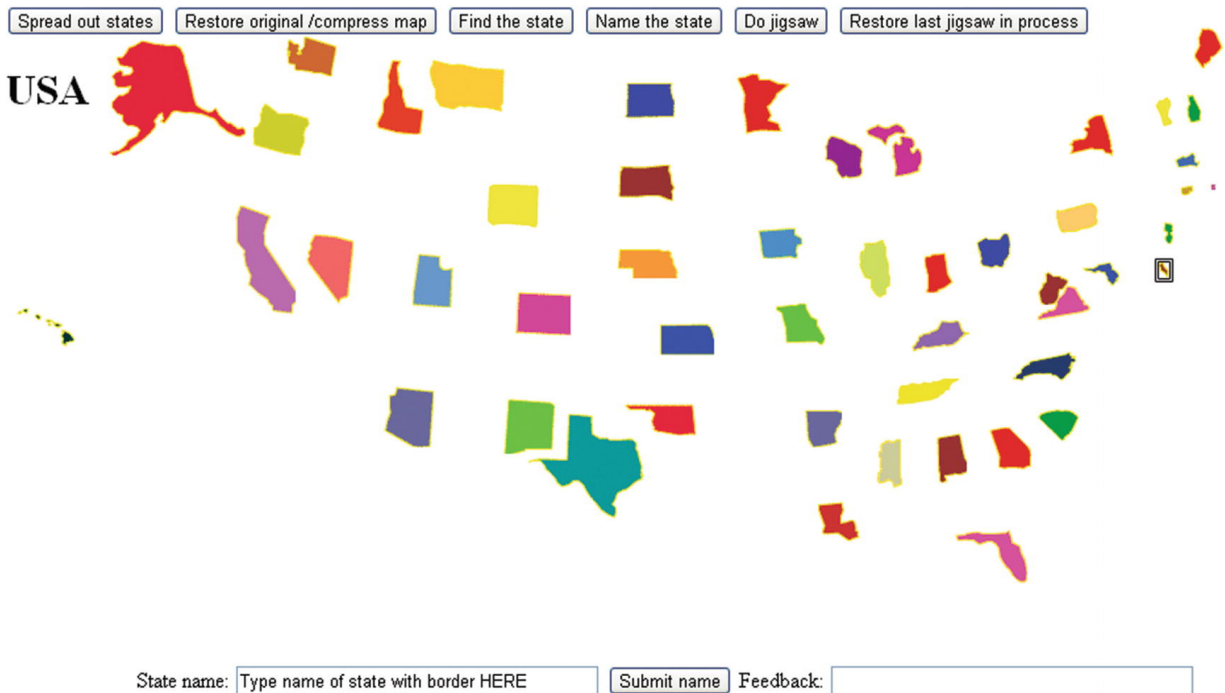 Spread out states Restore original /compress map Find the state Name the state Do jigsaw Restore last jigsaw in process
USA
State name: Type name of state with border HERE Submit name Feedback: